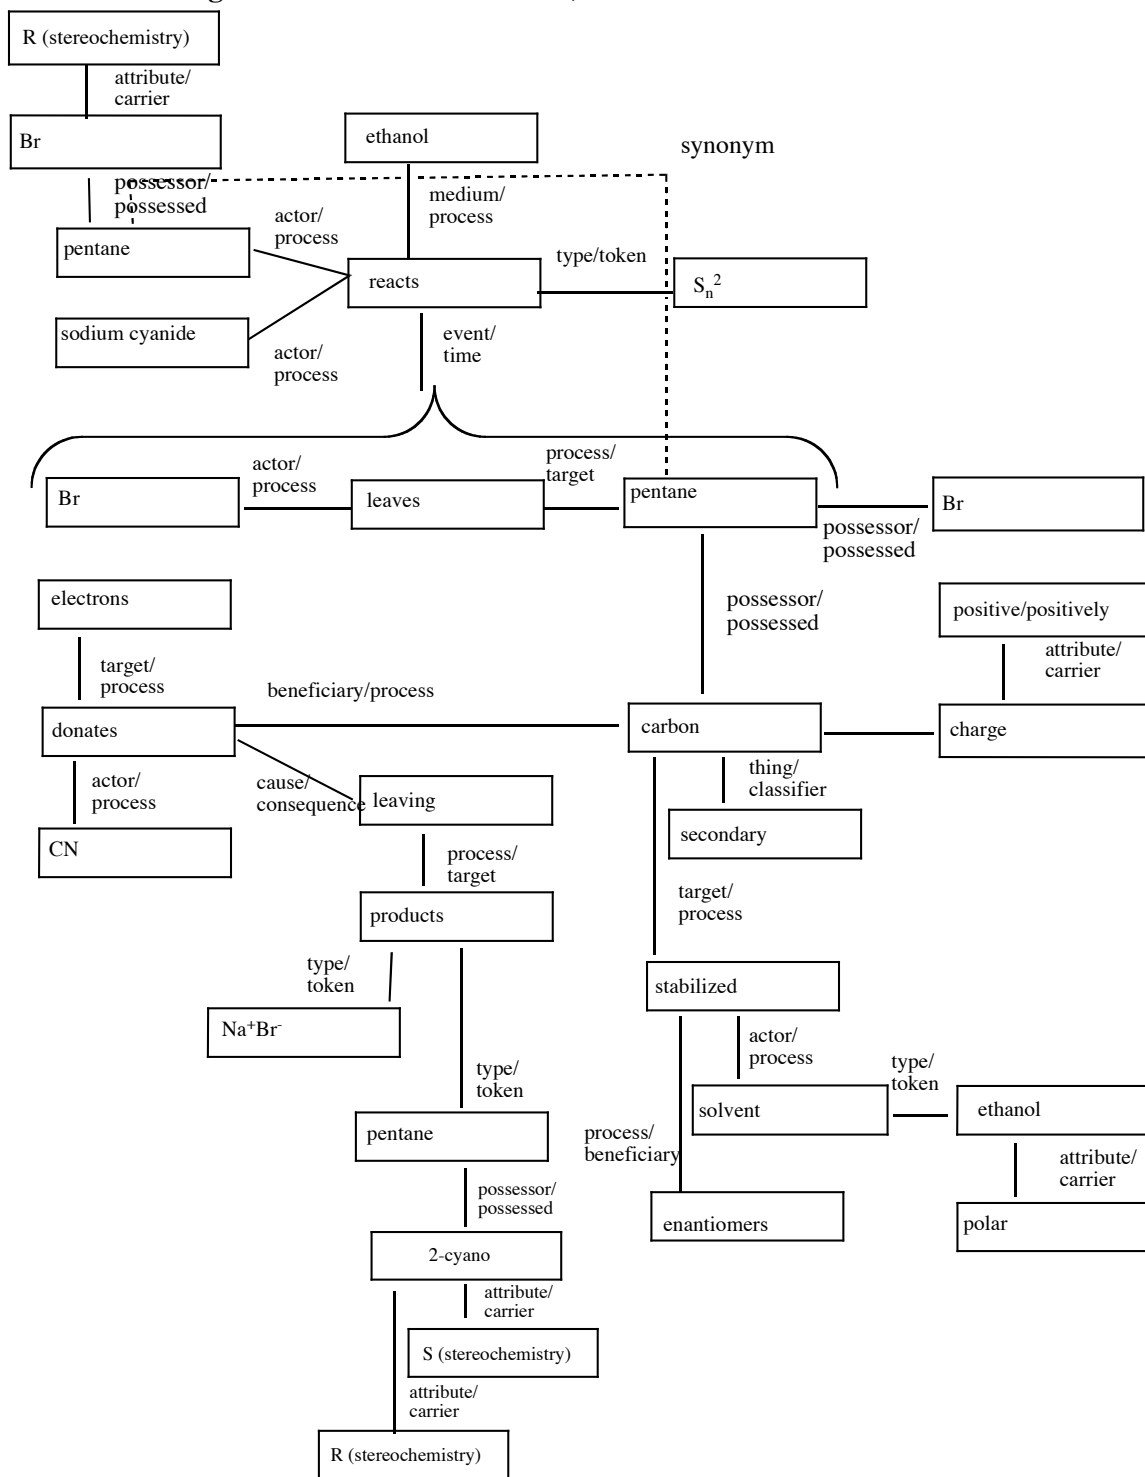 R (stereochemistry)
attribute/
carrier
Br
ethanol
synonym
possessor/
possessed
medium/
process
actor/
process
pentane
type/token
reacts
Sn2
sodium cyanide
event/
time
actor/
process
process/
target
actor/
process
Br
leaves
pentane
Br
possessor/
possessed
electrons
possessor/
possessed
positive/positively
attribute/
carrier
target/
process
beneficiary/process
donates
carbon
charge
actor/
process
cause/
consequence
leaving
thing/
classifier
secondary
CN
process/
target
target/
process
products
type/
token
stabilized
Na+Br-
actor/
process
type/
token
type/
token
solvent
ethanol
pentane
process/
beneficiary
attribute/
carrier
possessor/
possessed
enantiomers
polar
2-cyano
attribute/
carrier
S (stereochemistry)
attribute/
carrier
R (stereochemistry)